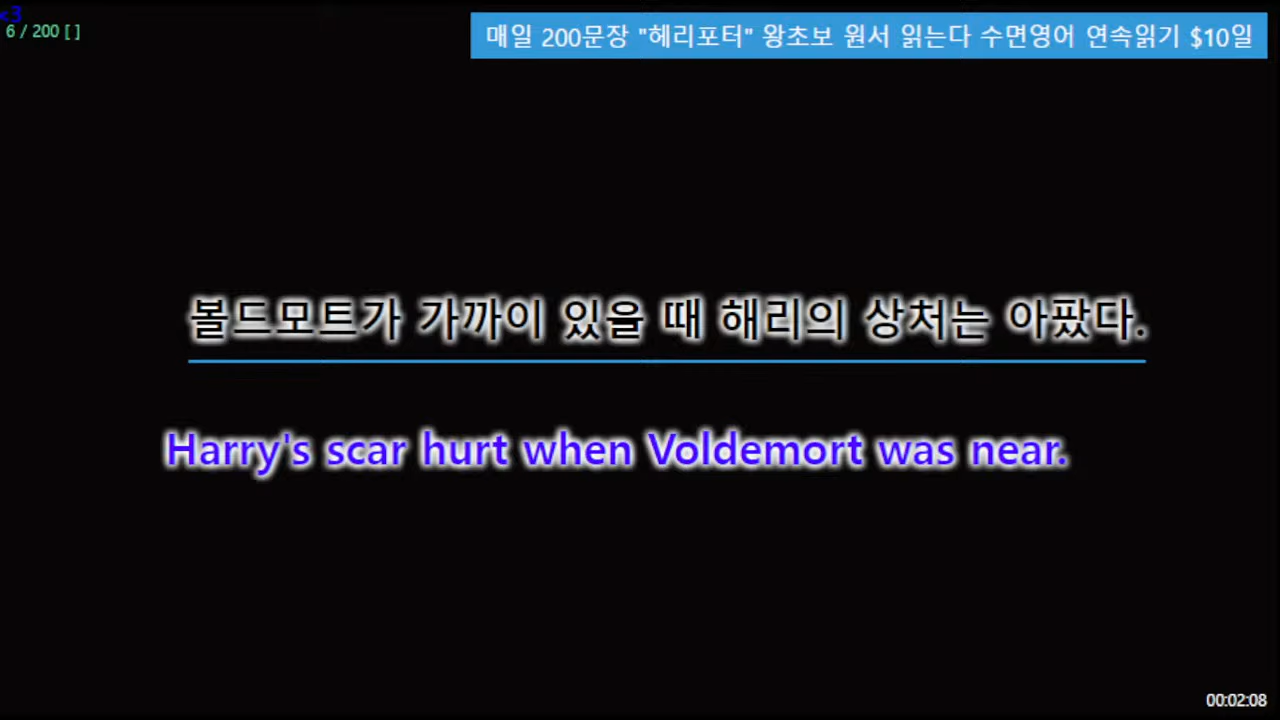 <3
6 / 200 [ ]
매일 200문장 "헤리포터" 왕초보 원서 읽는다 수면영어 연속읽기 $10일
볼드모트가 가까이 있을 때 해리의 상처는 아팠다.
Harry's scar hurt when Voldemort was near.
00:02:08